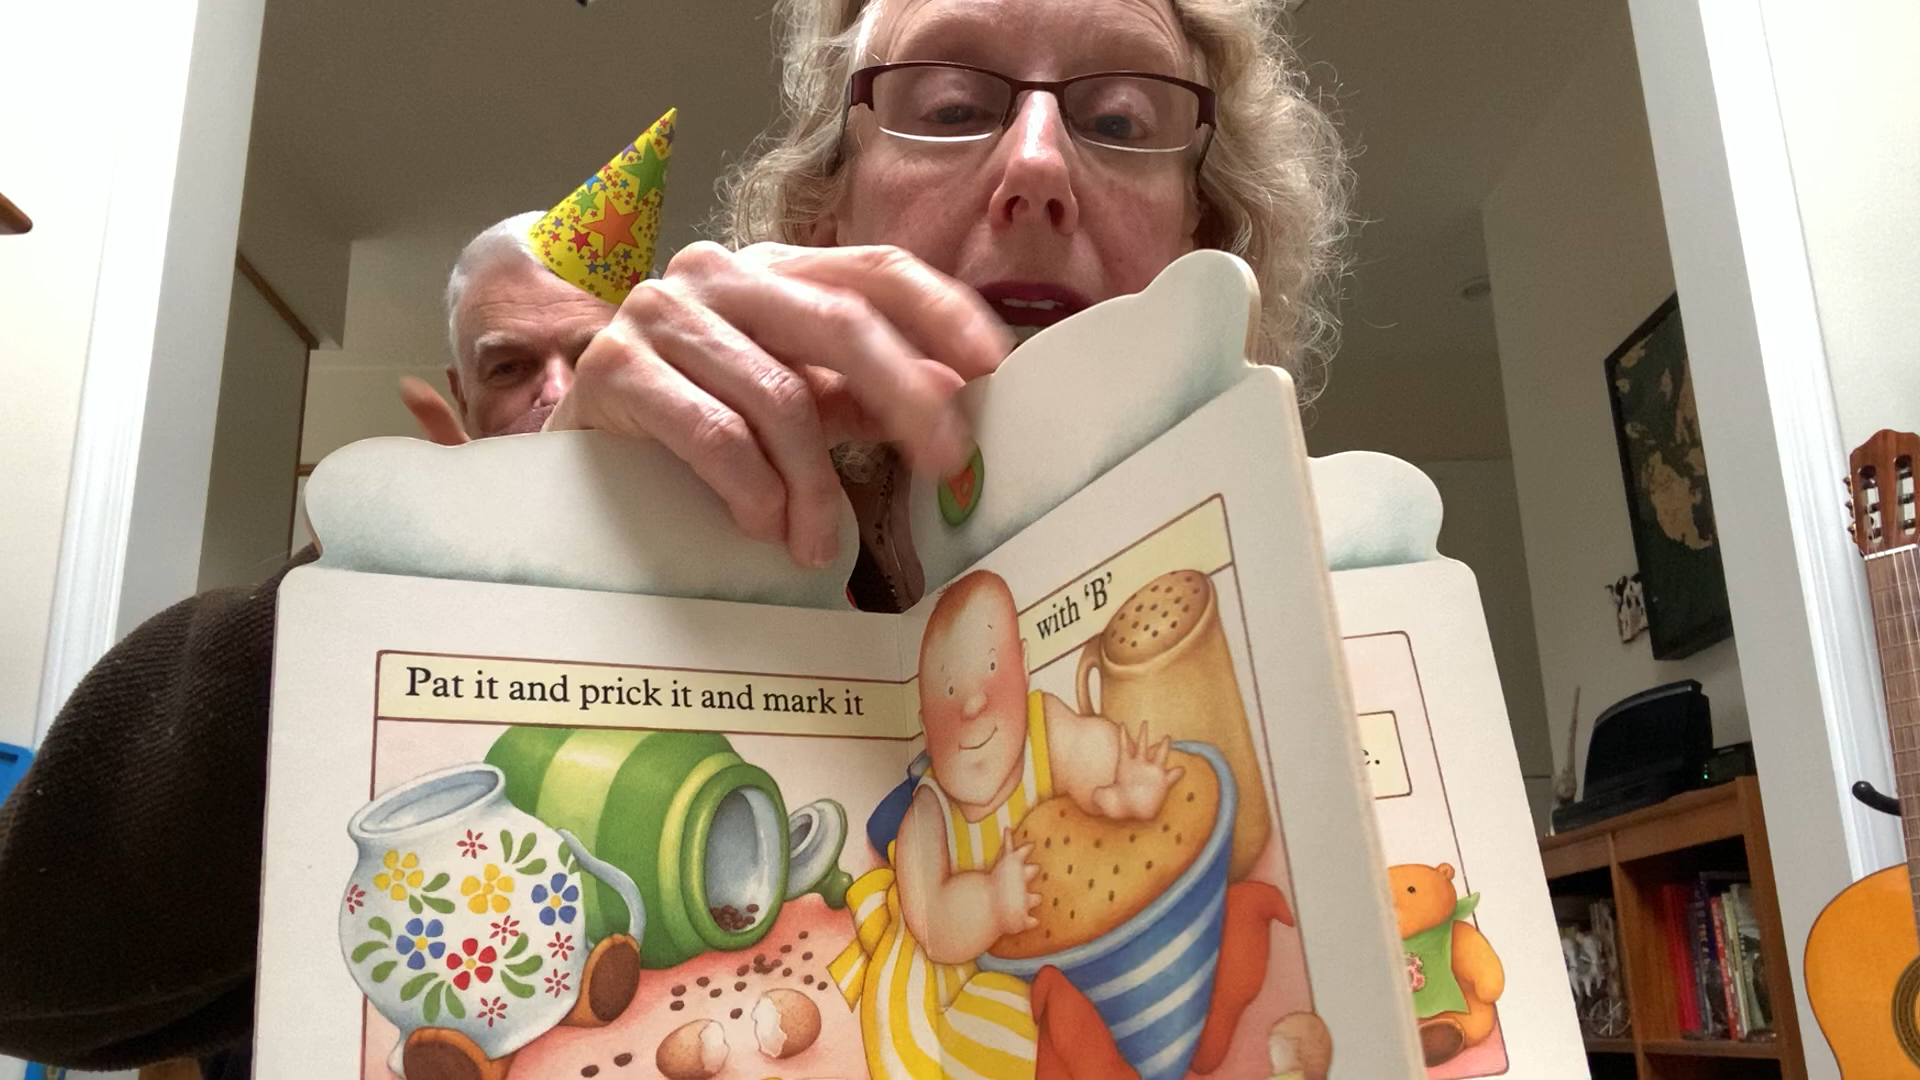 Pat it and prick it and mark it
with ‘B’
e.